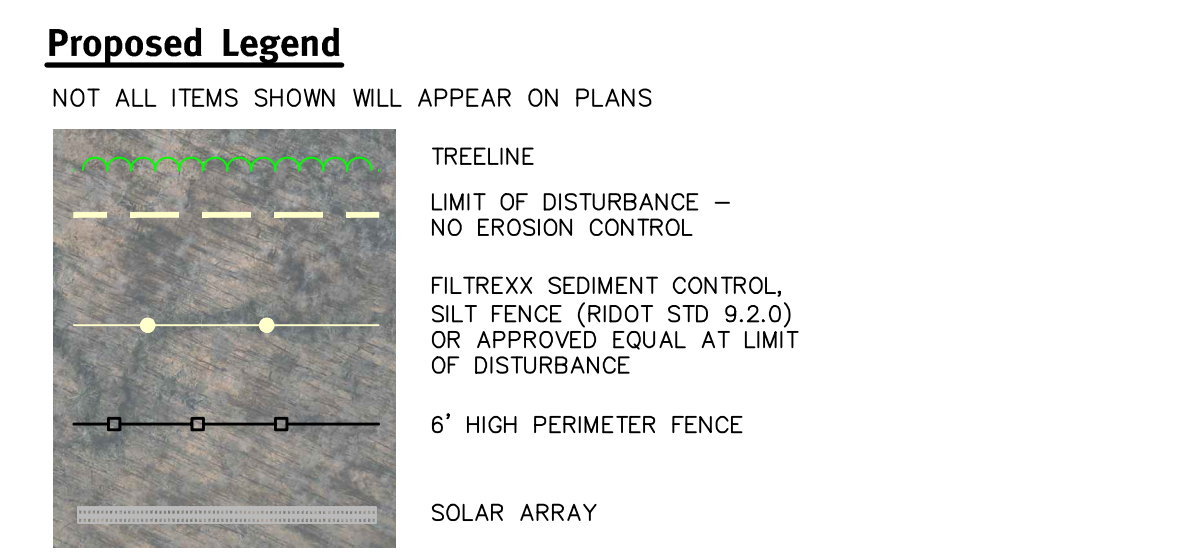 Proposed Legend
NOT ALL ITEMS SHOWN WILL APPEAR ON PLANS
TREELINE
LIMIT OF DISTURBANCE –
NO EROSION CONTROL
FILTREXX SEDIMENT CONTROL,
SILT FENCE (RIDOT STD 9.2.0)
OR APPROVED EQUAL AT LIMIT
OF DISTURBANCE
6' HIGH PERIMETER FENCE
SOLAR ARRAY